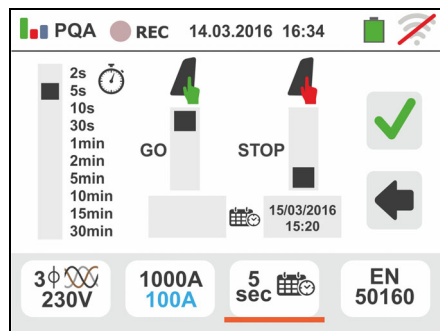 PQA REC 14.03.2016 16:34
2s
5s
10s
30s
1min
2min
5min
10min
15min
30min
GO
STOP
15/03/2016
15:20
3ϕ
230V
1000A
100A
5
sec
EN
50160